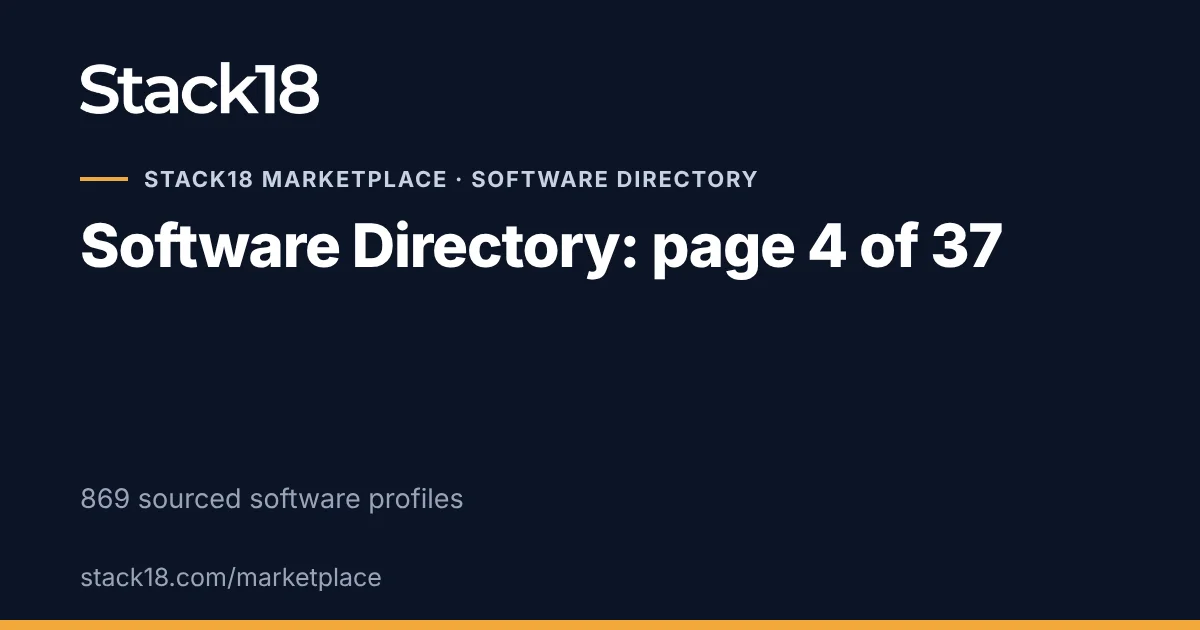 Stack18
STACK18 MARKETPLACE · SOFTWARE DIRECTORY
Software Directory: page 4 of 37
869 sourced software profiles
stack18.com/marketplace